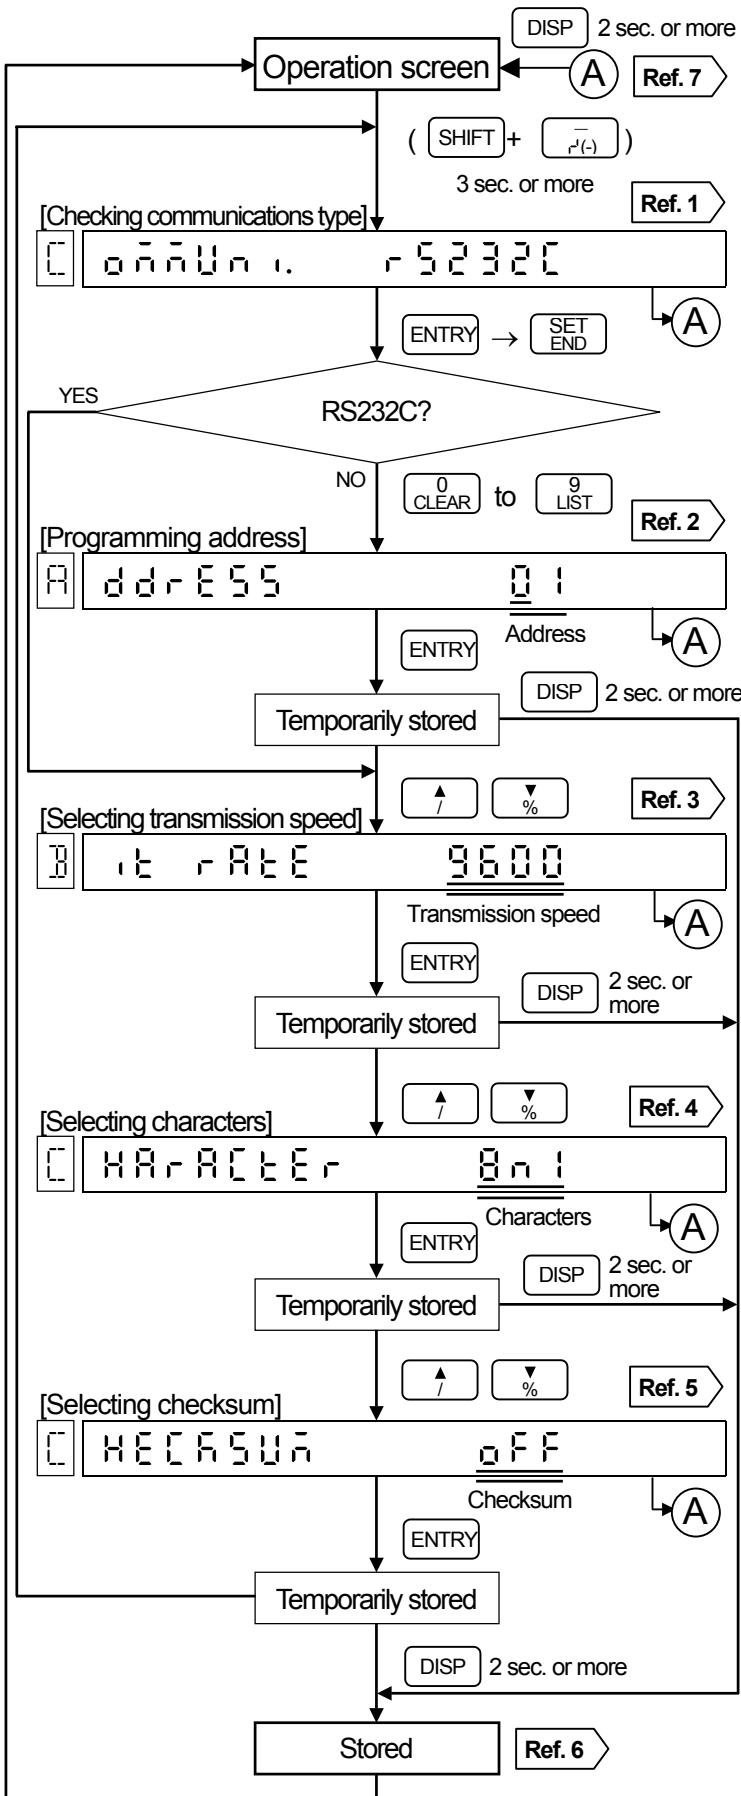 DISP 2 sec. or more
Operation screen A Ref. 7
( SHIFT + – r'(-) )
3 sec. or more
Ref. 1
[Checking communications type]
C oMMUni. rS232C
A
ENTRY → SET END
YES
RS232C?
NO
0 CLEAR to 9 LIST
Ref. 2
[Programming address]
A ddrESS 01
Address
A
ENTRY
DISP 2 sec. or more
Temporarily stored
▲ / ▼ %
Ref. 3
[Selecting transmission speed]
B it rAtE 9600
Transmission speed
A
ENTRY
DISP 2 sec. or more
Temporarily stored
▲ / ▼ %
Ref. 4
[Selecting characters]
C HArACtEr 8n1
Characters
A
ENTRY
DISP 2 sec. or more
Temporarily stored
▲ / ▼ %
Ref. 5
[Selecting checksum]
C HECKSUM oFF
Checksum
A
ENTRY
Temporarily stored
DISP 2 sec. or more
Stored Ref. 6